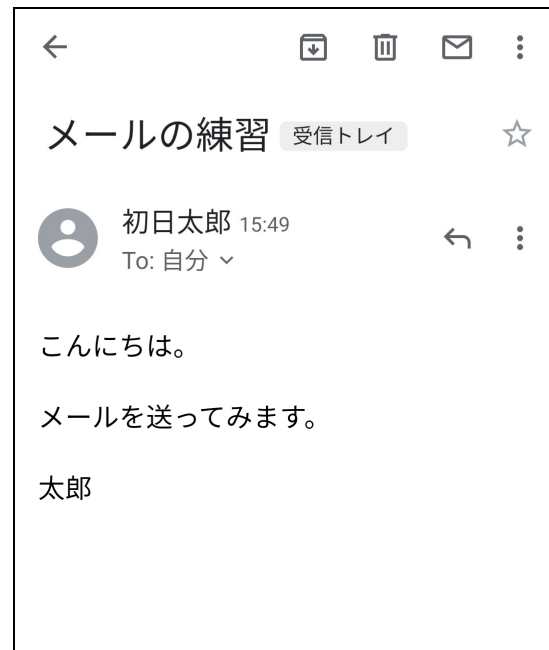 メールの練習 受信トレイ
初日太郎 15:49
To: 自分
こんにちは。
メールを送ってみます。
太郎